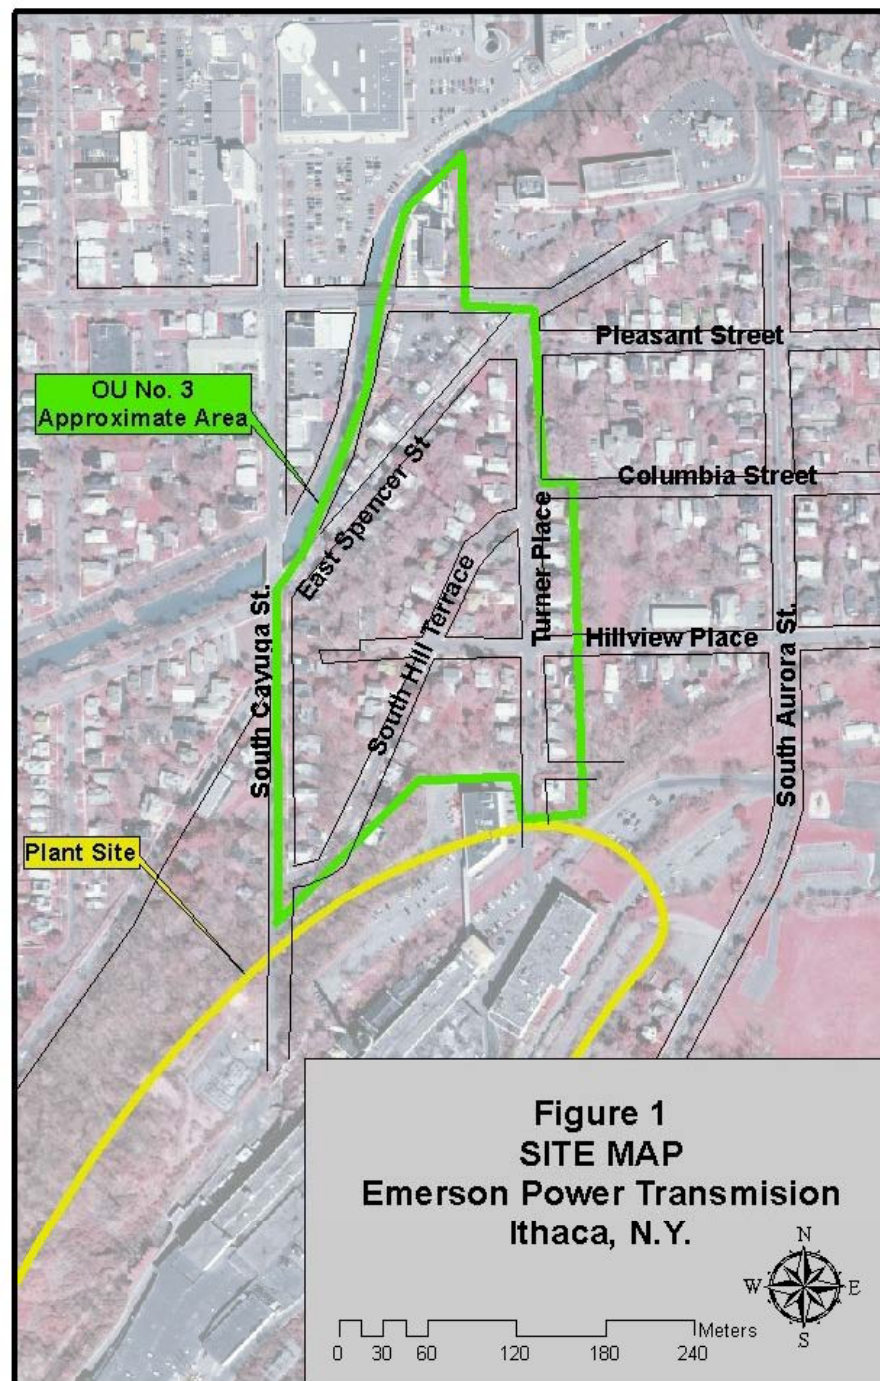 Pleasant Street
OU No. 3
Approximate Area
Columbia Street
East Spencer St
Turner Place
South Hill Terrace
Hillview Place
South Cayuqa St.
South Aurora St.
Plant Site
Figure 1
SITE MAP
Emerson Power Transmision
Ithaca, N.Y.
N
W
E
S
Meters
0 30 60 120 180 240